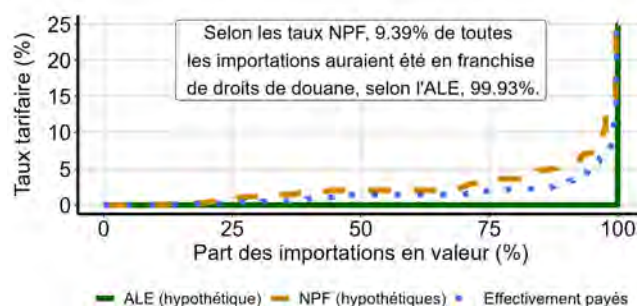 25
20
15
10
5
0
Taux tarifaire (%)
Selon les taux NPF, 9.39% de toutes
les importations auraient été en franchise
de droits de douane, selon l'ALE, 99.93%.
0 25 50 75 100
Part des importations en valeur (%)
ALE (hypothétique) NPF (hypothétiques) Effectivement payés